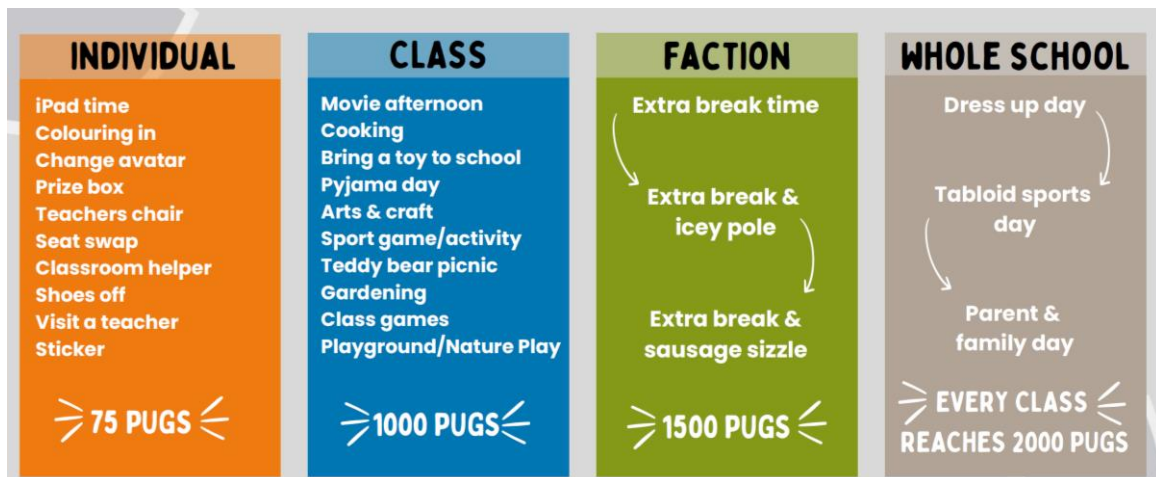 INDIVIDUAL
iPad time
Colouring in
Change avatar
Prize box
Teachers chair
Seat swap
Classroom helper
Shoes off
Visit a teacher
Sticker
75 PUGS
CLASS
Movie afternoon
Cooking
Bring a toy to school
Pyjama day
Arts & craft
Sport game/activity
Teddy bear picnic
Gardening
Class games
Playground/Nature Play
1000 PUGS
FACTION
Extra break time
Extra break &
icey pole
Extra break &
sausage sizzle
1500 PUGS
WHOLE SCHOOL
Dress up day
Tabloid sports
day
Parent &
family day
EVERY CLASS
REACHES 2000 PUGS